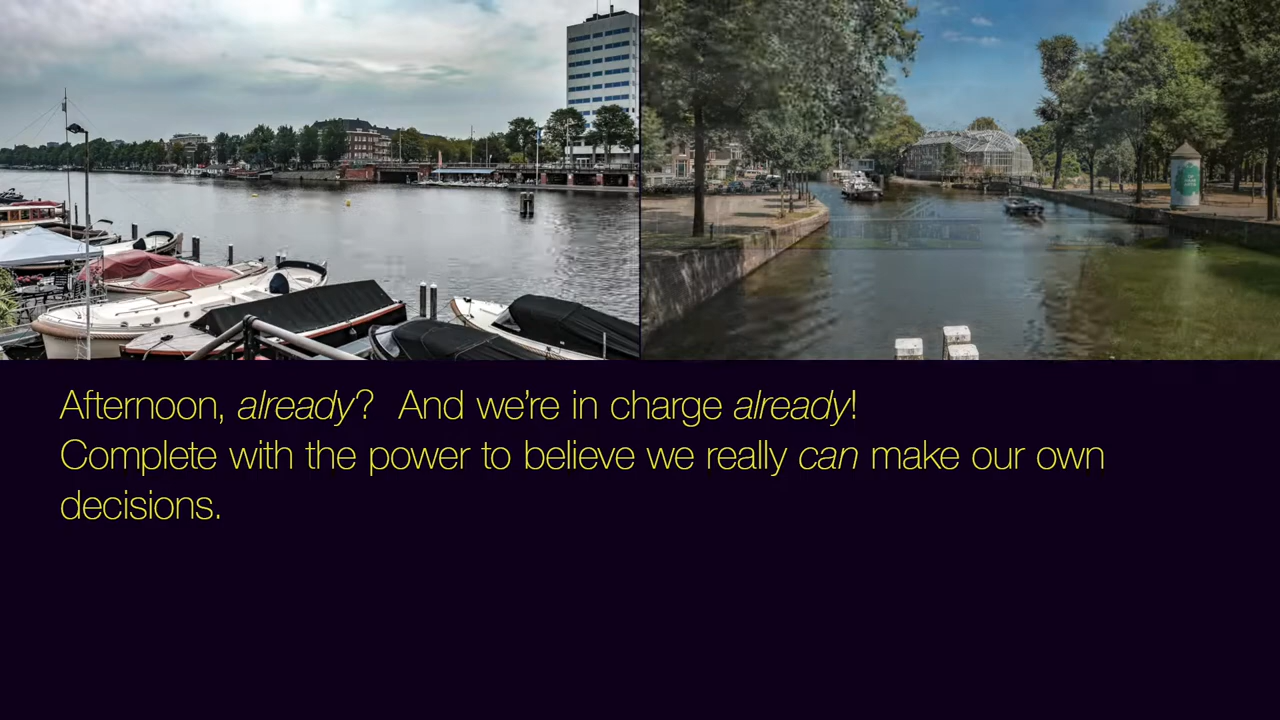 Afternoon, already?  And we're in charge already!
Complete with the power to believe we really can make our own
decisions.